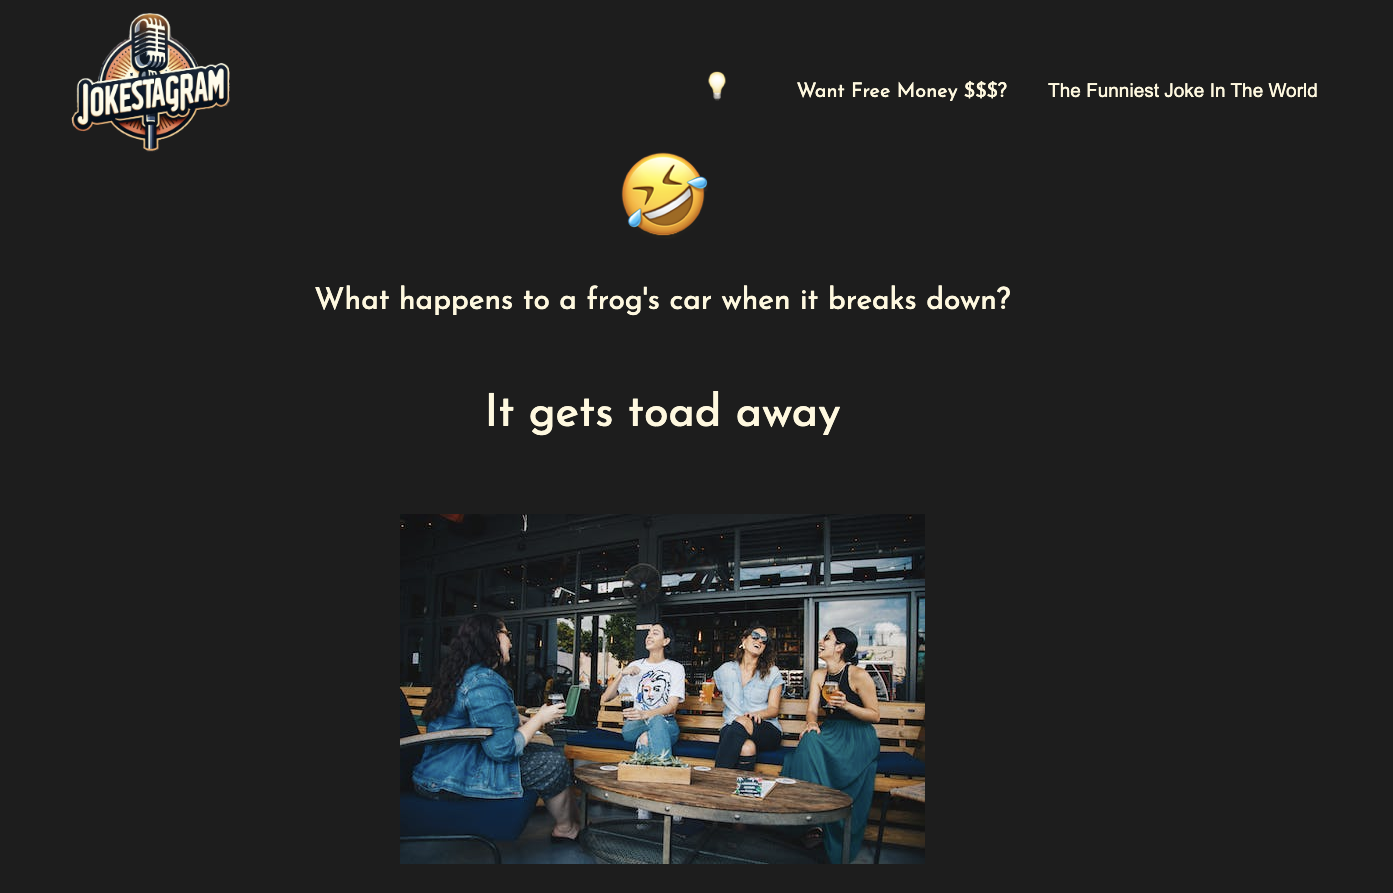 JOKESTAGRAM
Want Free Money $$$?
The Funniest Joke In The World
What happens to a frog's car when it breaks down?
It gets toad away